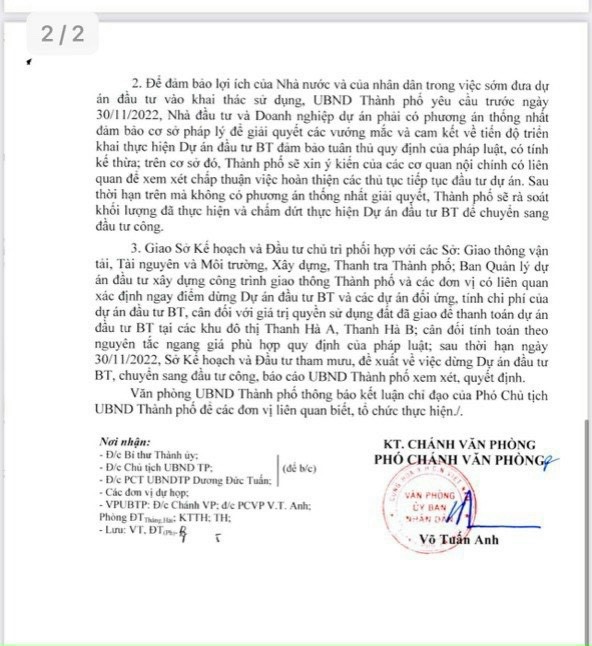 2/2
2. Để đảm bảo lợi ích của Nhà nước và của nhân dân trong việc sớm đưa dự
án đầu tư vào khai thác sử dụng, UBND Thành phố yêu cầu trước ngày
30/11/2022, Nhà đầu tư và Doanh nghiệp dự án phải có phương án thống nhất
đảm bảo cơ sở pháp lý để giải quyết các vướng mắc và cam kết về tiến độ triển
khai thực hiện Dự án đầu tư BT đảm bảo tuân thủ quy định của pháp luật, có tính
kế thừa; trên cơ sở đó, Thành phố sẽ xin ý kiến của các cơ quan nội chính có liên
quan để xem xét chấp thuận việc hoàn thiện các thủ tục tiếp tục đầu tư dự án. Sau
thời hạn trên mà không có phương án thống nhất giải quyết, Thành phố sẽ rà soát
khối lượng đã thực hiện và chấm dứt thực hiện Dự án đầu tư BT để chuyển sang
đầu tư công.
3. Giao Sở Kế hoạch và Đầu tư chủ trì phối hợp với các Sở: Giao thông vận
tải, Tài nguyên và Môi trường, Xây dựng, Thanh tra Thành phố; Ban Quản lý dự
án đầu tư xây dựng công trình giao thông Thành phố và các đơn vị có liên quan
xác định ngay điểm dừng Dự án đầu tư BT và các dự án đối ứng, tính chi phí của
dự án đầu tư BT, cân đối với giá trị quyền sử dụng đất đã giao để thanh toán dự án
đầu tư BT tại các khu đô thị Thanh Hà A, Thanh Hà B; cân đối tính toán theo
nguyên tắc ngang giá phù hợp quy định của pháp luật; sau thời hạn ngày
30/11/2022, Sở Kế hoạch và Đầu tư tham mưu, đề xuất về việc dừng Dự án đầu tư
BT, chuyển sang đầu tư công, báo cáo UBND Thành phố xem xét, quyết định.
Văn phòng UBND Thành phố thông báo kết luận chỉ đạo của Phó Chủ tịch
UBND Thành phố để các đơn vị liên quan biết, tổ chức thực hiện./.
Nơi nhận:
- Đ/c Bí thư Thành ủy;
- Đ/c Chủ tịch UBND TP;
- Đ/c PCT UBNDTP Dương Đức Tuấn;
(để b/c)
- Các đơn vị dự họp;
- VPUBTP: Đ/c Chánh VP; đ/c PCVP V.T. Anh;
Phòng ĐT; KTTH; TH;
- Lưu: VT, ĐT
KT. CHÁNH VĂN PHÒNG
PHÓ CHÁNH VĂN PHÒNG
VĂN PHÒNG
ỦY BAN
NHÂN DÂN
Võ Tuấn Anh